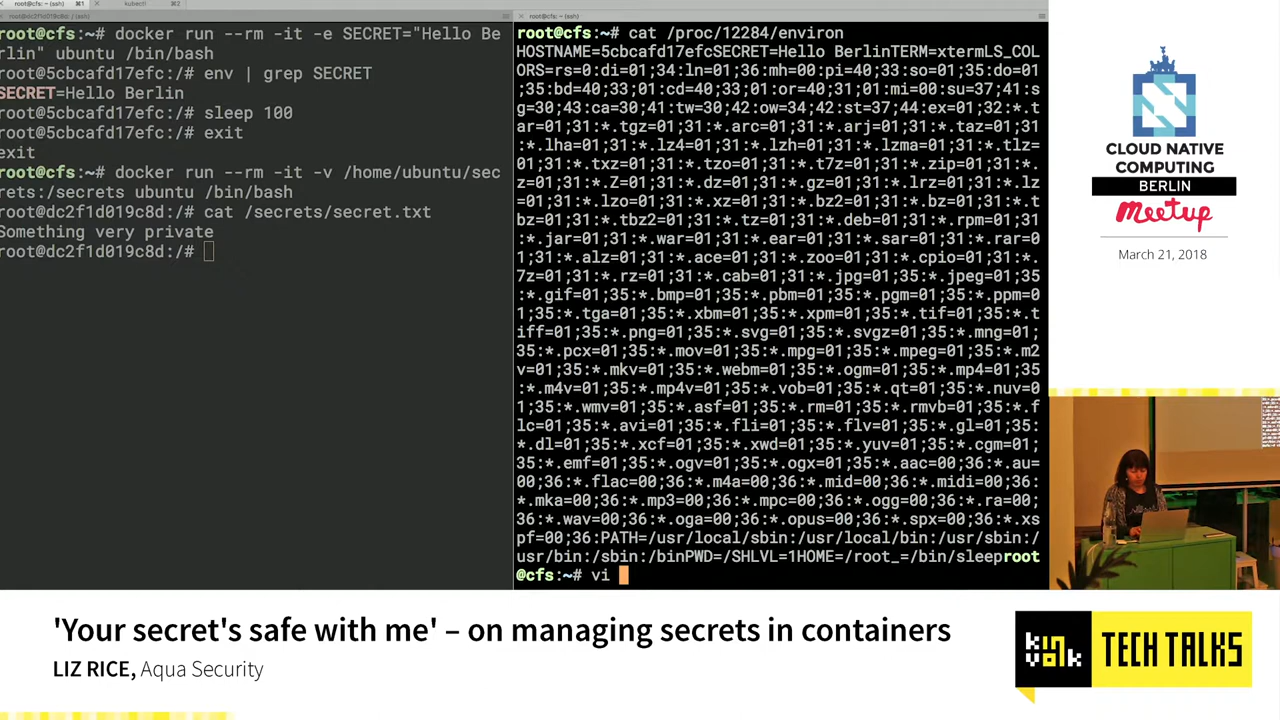 root@cfs:~ (ssh) ⌘1
kubectl ⌘2
root@dc2f1d019c8d: / (ssh)
root@cfs:~ (ssh)
root@cfs:~# docker run --rm -it -e SECRET="Hello Be
rlin" ubuntu /bin/bash
root@5cbcafd17efc:/# env | grep SECRET
SECRET=Hello Berlin
root@5cbcafd17efc:/# sleep 100
root@5cbcafd17efc:/# exit
exit
root@cfs:~# docker run --rm -it -v /home/ubuntu/sec
rets:/secrets ubuntu /bin/bash
root@dc2f1d019c8d:/# cat /secrets/secret.txt
Something very private
root@dc2f1d019c8d:/#
root@cfs:~# cat /proc/12284/environ
HOSTNAME=5cbcafd17efcSECRET=Hello BerlinTERM=xtermLS_COL
ORS=rs=0:di=01;34:ln=01;36:mh=00:pi=40;33:so=01;35:do=01
;35:bd=40;33;01:cd=40;33;01:or=40;31;01:mi=00:su=37;41:s
g=30;43:ca=30;41:tw=30;42:ow=34;42:st=37;44:ex=01;32:*.t
ar=01;31:*.tgz=01;31:*.arc=01;31:*.arj=01;31:*.taz=01;31
:*.lha=01;31:*.lz4=01;31:*.lzh=01;31:*.lzma=01;31:*.tlz=
01;31:*.txz=01;31:*.tzo=01;31:*.t7z=01;31:*.zip=01;31:*.
z=01;31:*.Z=01;31:*.dz=01;31:*.gz=01;31:*.lrz=01;31:*.lz
=01;31:*.lzo=01;31:*.xz=01;31:*.bz2=01;31:*.bz=01;31:*.t
bz=01;31:*.tbz2=01;31:*.tz=01;31:*.deb=01;31:*.rpm=01;31
:*.jar=01;31:*.war=01;31:*.ear=01;31:*.sar=01;31:*.rar=0
1;31:*.alz=01;31:*.ace=01;31:*.zoo=01;31:*.cpio=01;31:*.
7z=01;31:*.rz=01;31:*.cab=01;31:*.jpg=01;35:*.jpeg=01;35
:*.gif=01;35:*.bmp=01;35:*.pbm=01;35:*.pgm=01;35:*.ppm=0
1;35:*.tga=01;35:*.xbm=01;35:*.xpm=01;35:*.tif=01;35:*.t
iff=01;35:*.png=01;35:*.svg=01;35:*.svgz=01;35:*.mng=01;
35:*.pcx=01;35:*.mov=01;35:*.mpg=01;35:*.mpeg=01;35:*.m2
v=01;35:*.mkv=01;35:*.webm=01;35:*.ogm=01;35:*.mp4=01;35
:*.m4v=01;35:*.mp4v=01;35:*.vob=01;35:*.qt=01;35:*.nuv=0
1;35:*.wmv=01;35:*.asf=01;35:*.rm=01;35:*.rmvb=01;35:*.f
lc=01;35:*.avi=01;35:*.fli=01;35:*.flv=01;35:*.gl=01;35:
*.dl=01;35:*.xcf=01;35:*.xwd=01;35:*.yuv=01;35:*.cgm=01;
35:*.emf=01;35:*.ogv=01;35:*.ogx=01;35:*.aac=00;36:*.au=
00;36:*.flac=00;36:*.m4a=00;36:*.mid=00;36:*.midi=00;36:
*.mka=00;36:*.mp3=00;36:*.mpc=00;36:*.ogg=00;36:*.ra=00;
36:*.wav=00;36:*.oga=00;36:*.opus=00;36:*.spx=00;36:*.xs
pf=00;36:PATH=/usr/local/sbin:/usr/local/bin:/usr/sbin:/
usr/bin:/sbin:/binPWD=/SHLVL=1HOME=/root_=/bin/sleeproot
@cfs:~# vi
CLOUD NATIVE
COMPUTING
BERLIN
Meetup
March 21, 2018
'Your secret's safe with me' – on managing secrets in containers
LIZ RICE, Aqua Security
kinvolk
TECH TALKS